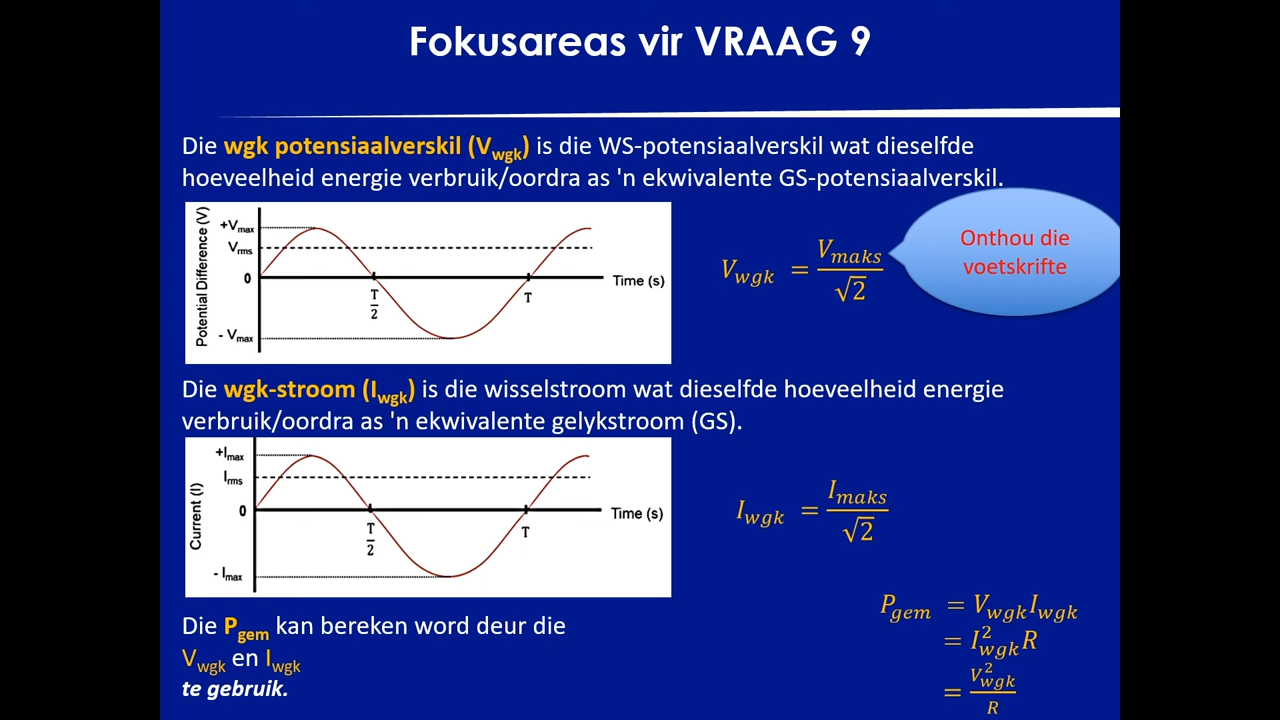 Fokusareas vir VRAAG 9
Die wgk potensiaalverskil (V_wgk) is die WS-potensiaalverskil wat dieselfde
hoeveelheid energie verbruik/oordra as 'n ekwivalente GS-potensiaalverskil.
Potential Difference (V)
+V_max
V_rms
0
- V_max
T/2
T
Time (s)
V_wgk = V_maks/√2
Onthou die
voetskrifte
Die wgk-stroom (I_wgk) is die wisselstroom wat dieselfde hoeveelheid energie
verbruik/oordra as 'n ekwivalente gelykstroom (GS).
Current (I)
+I_max
I_rms
0
- I_max
T/2
T
Time (s)
I_wgk = I_maks/√2
Die P_gem kan bereken word deur die
V_wgk en I_wgk
te gebruik.
P_gem = V_wgk I_wgk
= I²_wgk R
= V²_wgk/R